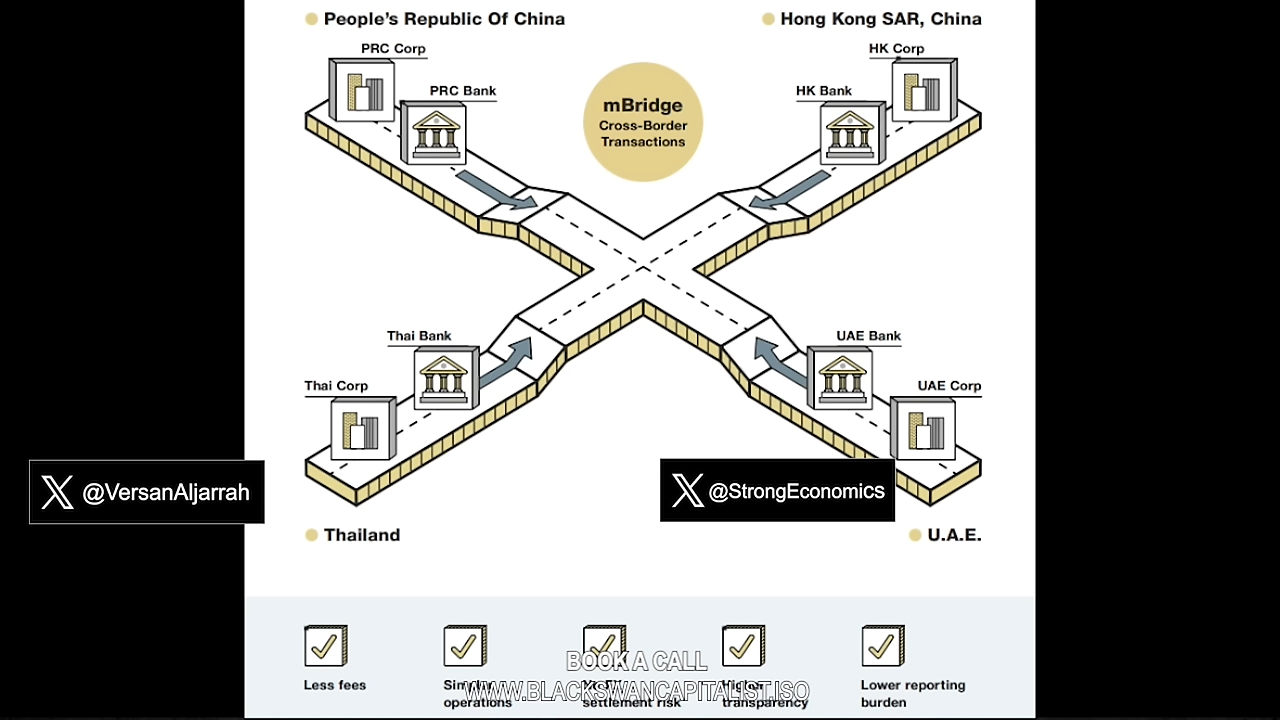 People's Republic Of China
Hong Kong SAR, China
PRC Corp
HK Corp
PRC Bank
HK Bank
mBridge
Cross-Border
Transactions
Thai Bank
UAE Bank
Thai Corp
UAE Corp
@VersanAljarrah
@StrongEconomics
Thailand
U.A.E.
BOOK A CALL
WWW.BLACKSWANCAPITALIST.ISO
Less fees
operations
settlement risk
Higher
transparency
Lower reporting
burden